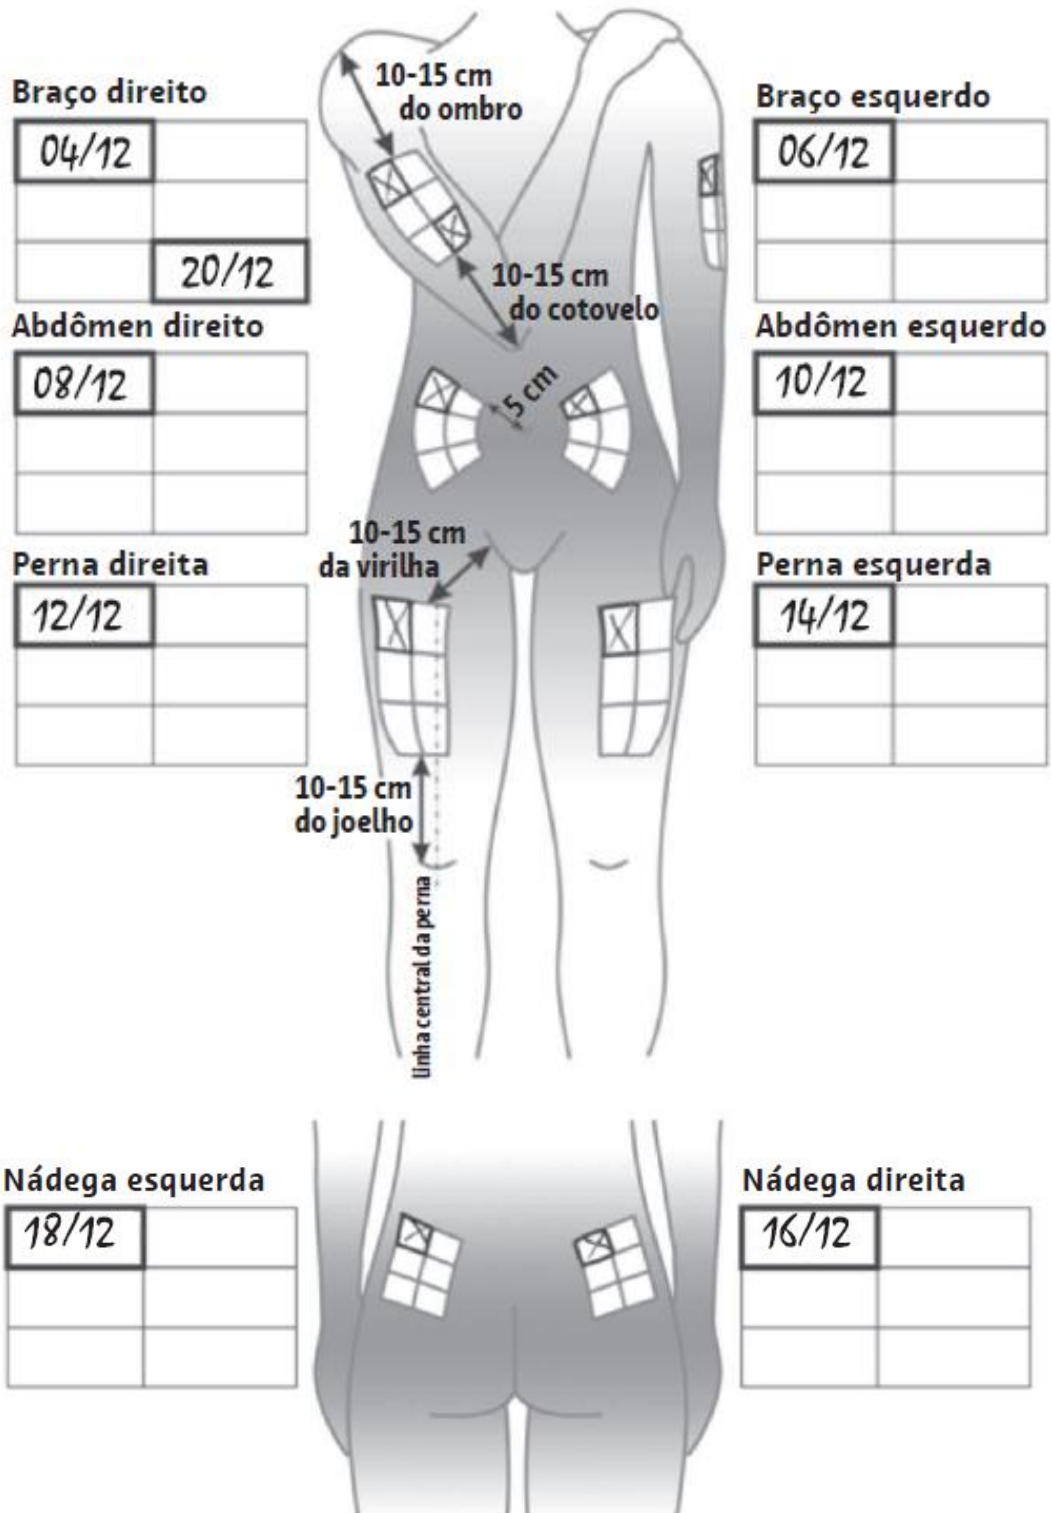 Braço direito
04/12
20/12
10-15 cm
do ombro
Braço esquerdo
06/12
10-15 cm
do cotovelo
Abdômen direito
08/12
5 cm
Abdômen esquerdo
10/12
10-15 cm
da virilha
Perna direita
12/12
Perna esquerda
14/12
10-15 cm
do joelho
linha central da perna
Nádega esquerda
18/12
Nádega direita
16/12